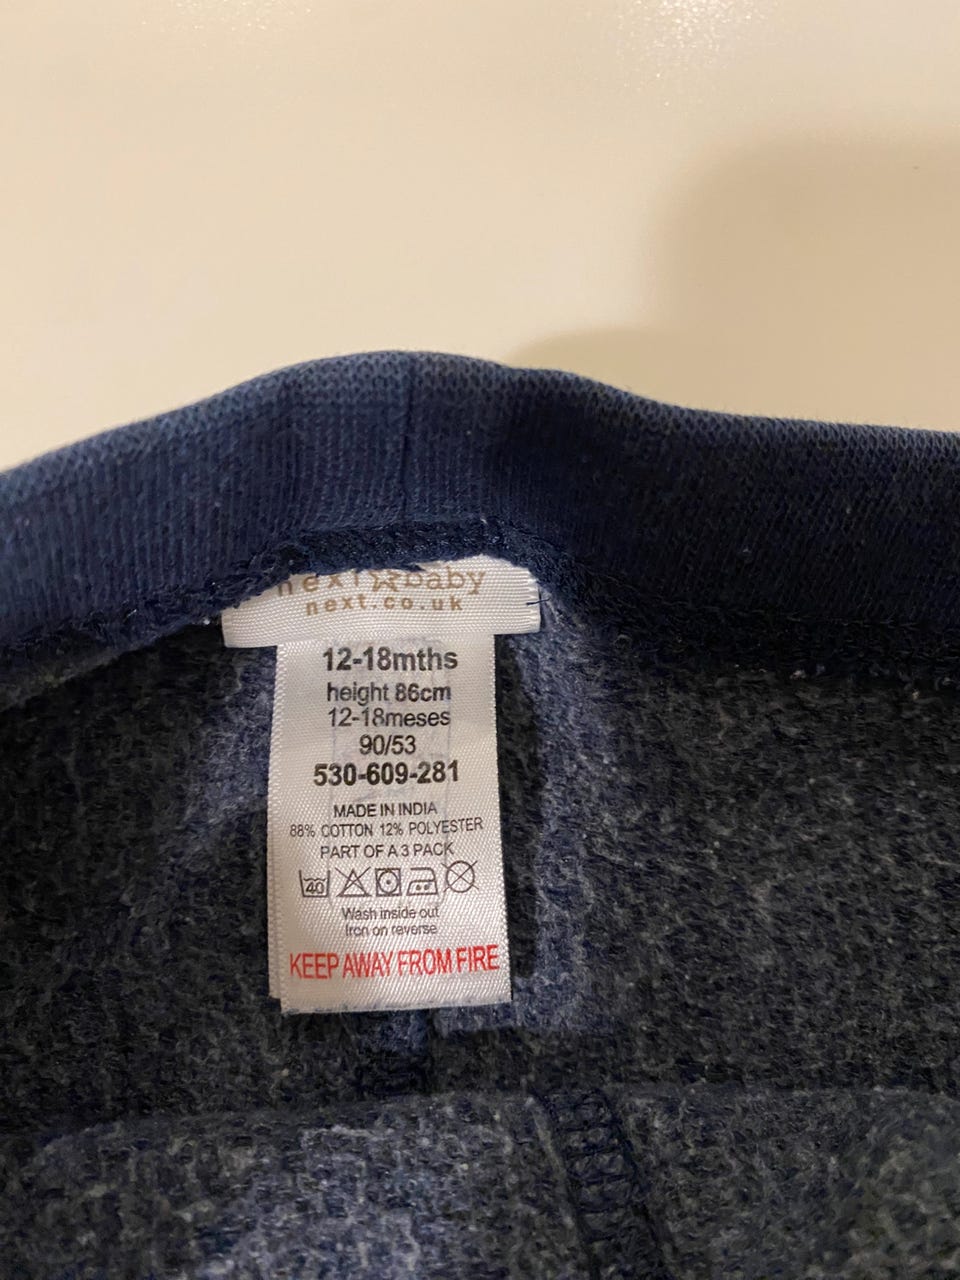 next baby
next.co.uk
12-18mths
height 86cm
12-18meses
90/53
530-609-281
MADE IN INDIA
88% COTTON 12% POLYESTER
PART OF A 3 PACK
40
Wash inside out
Iron on reverse
KEEP AWAY FROM FIRE